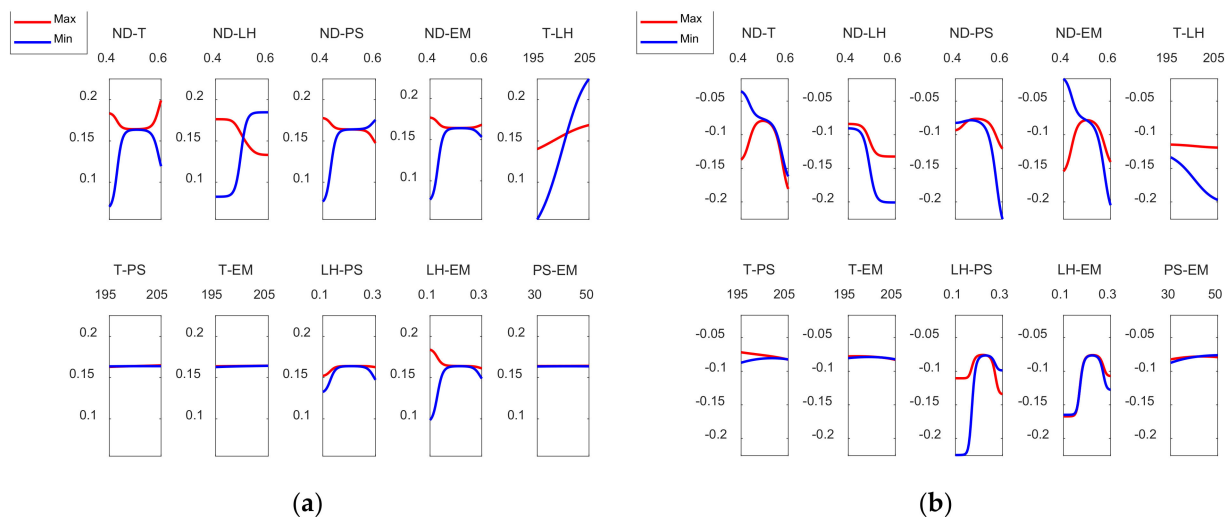 Max
Min
ND-T ND-LH ND-PS ND-EM T-LH
0.4 0.6 0.4 0.6 0.4 0.6 0.4 0.6 195 205
0.2 0.2 0.2 0.2 0.2
0.15 0.15 0.15 0.15 0.15
0.1 0.1 0.1 0.1 0.1
T-PS T-EM LH-PS LH-EM PS-EM
195 205 195 205 0.1 0.3 0.1 0.3 30 50
0.2 0.2 0.2 0.2 0.2
0.15 0.15 0.15 0.15 0.15
0.1 0.1 0.1 0.1 0.1
(a)
Max
Min
ND-T ND-LH ND-PS ND-EM T-LH
0.4 0.6 0.4 0.6 0.4 0.6 0.4 0.6 195 205
-0.05 -0.05 -0.05 -0.05 -0.05
-0.1 -0.1 -0.1 -0.1 -0.1
-0.15 -0.15 -0.15 -0.15 -0.15
-0.2 -0.2 -0.2 -0.2 -0.2
T-PS T-EM LH-PS LH-EM PS-EM
195 205 195 205 0.1 0.3 0.1 0.3 30 50
-0.05 -0.05 -0.05 -0.05 -0.05
-0.1 -0.1 -0.1 -0.1 -0.1
-0.15 -0.15 -0.15 -0.15 -0.15
-0.2 -0.2 -0.2 -0.2 -0.2
(b)